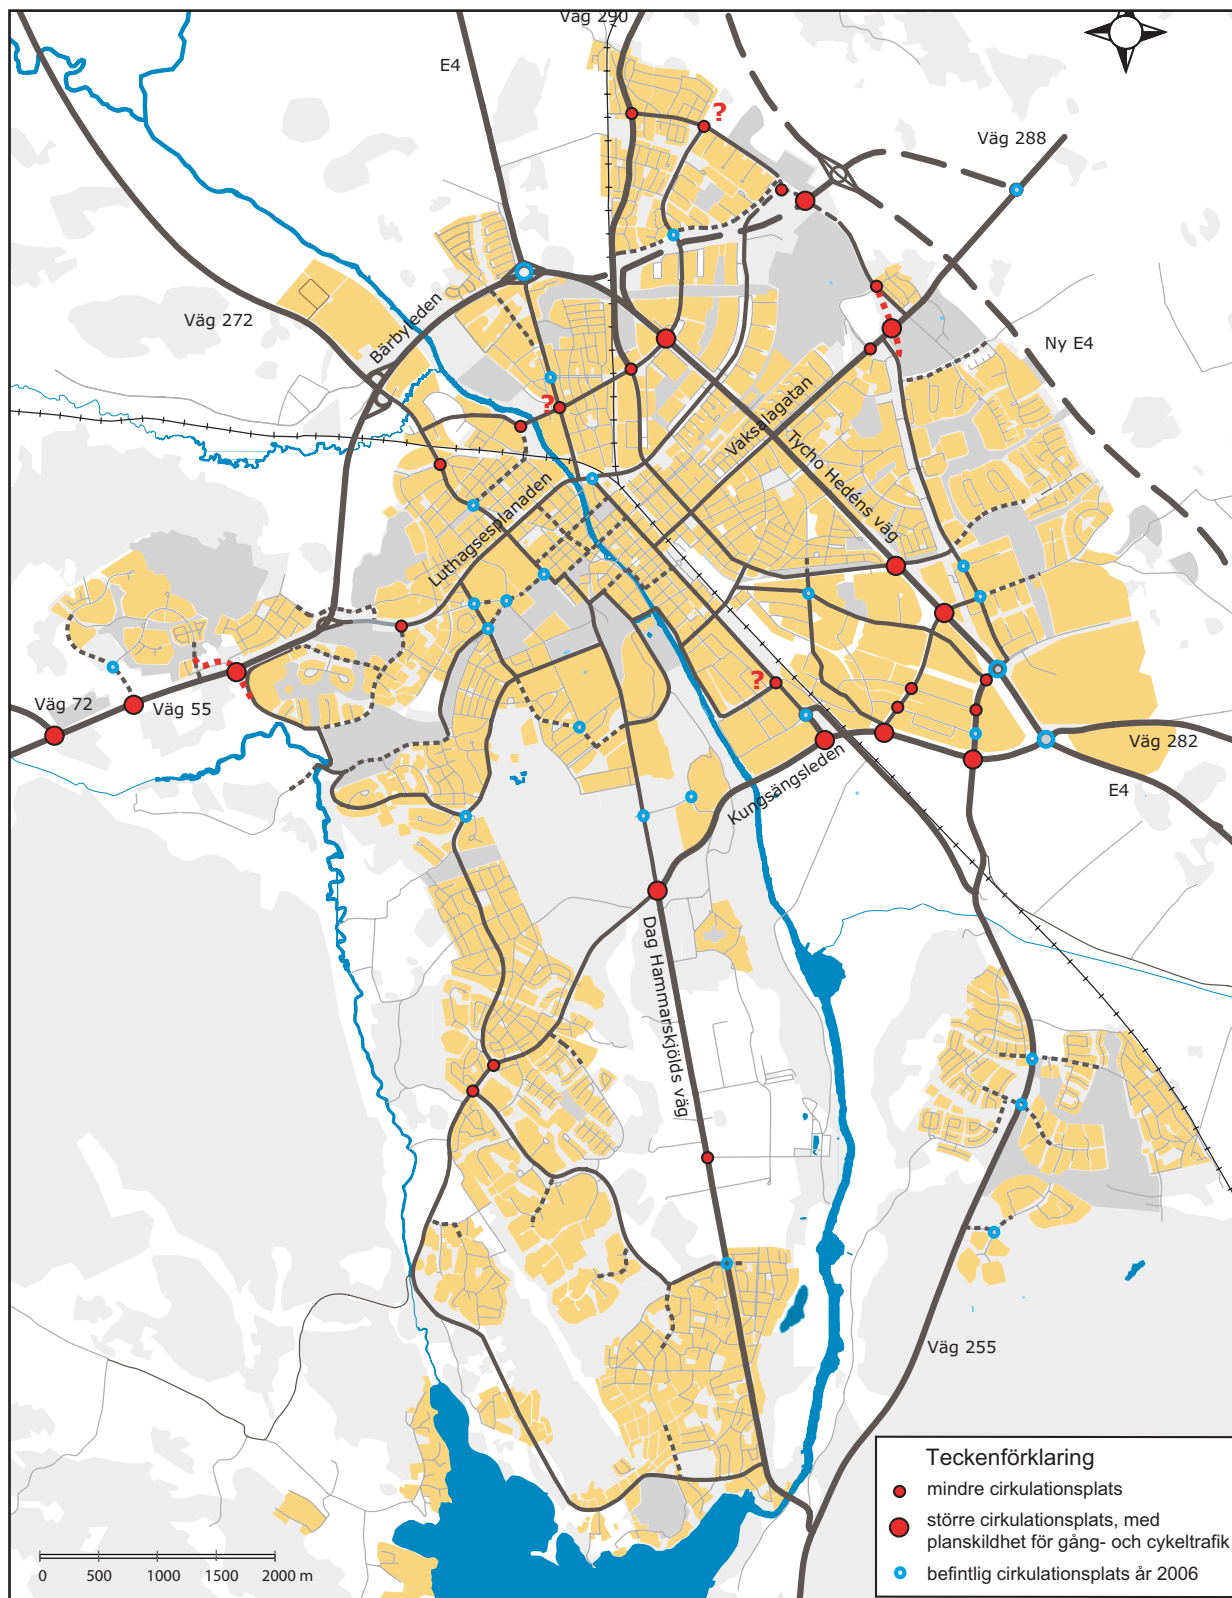 Väg 290
E4
?
Väg 288
Väg 272
Bärbyleden
Ny E4
?
Vaksalagatan
Tycho Hedéns väg
Luthagsesplanaden
?
Väg 72
Väg 55
Väg 282
Kungsängsleden
E4
Dag Hammarskjölds väg
Väg 255
Teckenförklaring
mindre cirkulationsplats
större cirkulationsplats, med
planskildhet för gång- och cykeltrafik
befintlig cirkulationsplats år 2006
0 500 1000 1500 2000 m